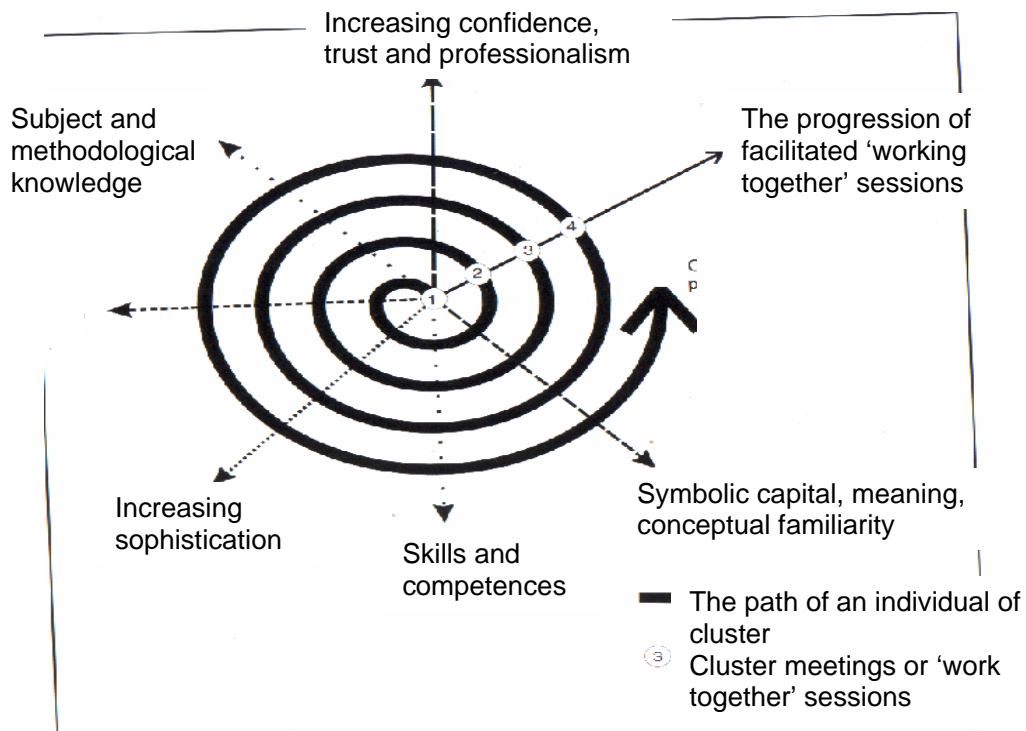 Increasing confidence,
trust and professionalism
Subject and
methodological
knowledge
The progression of
facilitated ‘working
together’ sessions
4
3
2
1
Increasing
sophistication
Skills and
competences
Symbolic capital, meaning,
conceptual familiarity
The path of an individual of
cluster
3
Cluster meetings or ‘work
together’ sessions